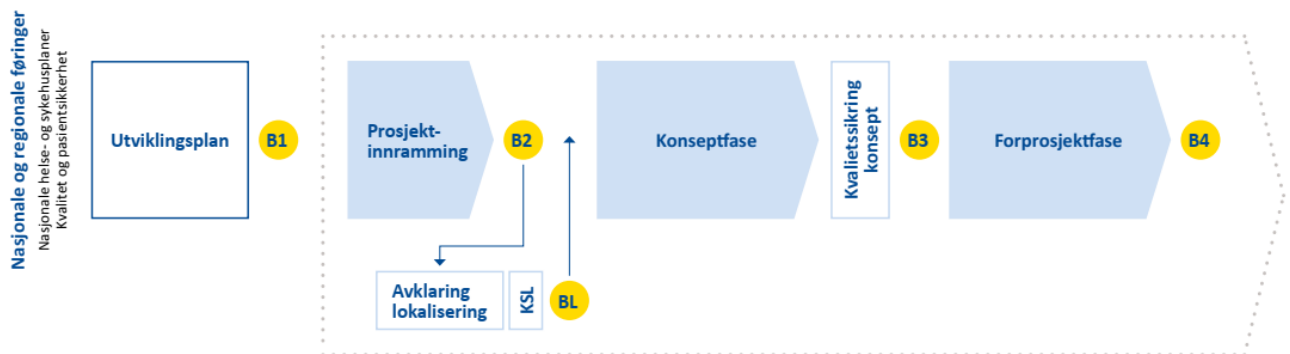 Nasjonale og regionale føringer
Nasjonale helse- og sykehusplaner
Kvalitet og pasientsikkerhet
Utviklingsplan
B1
Prosjekt-
innramming
B2
Konseptfase
Kvalietssikring
konsept
B3
Forprosjektfase
B4
Avklaring
lokalisering
KSL
BL